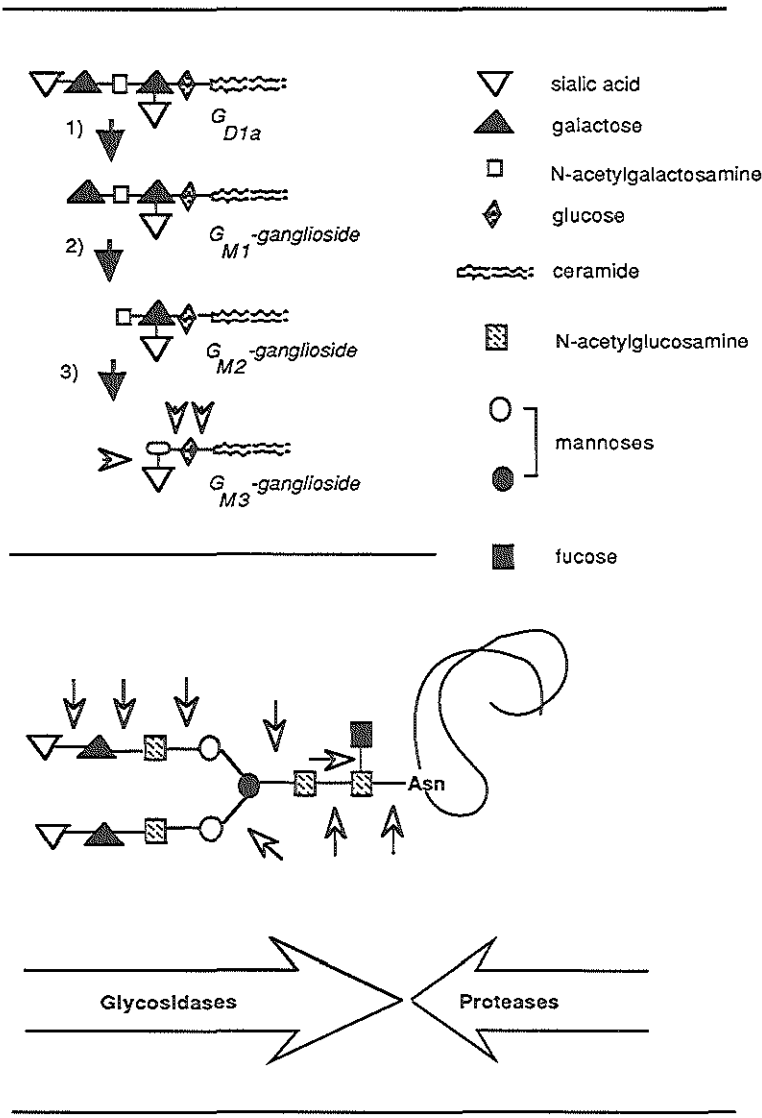 1)
G D1a
2)
G M1 -ganglioside
3)
G M2 -ganglioside
G M3 -ganglioside
sialic acid
galactose
N-acetylgalactosamine
glucose
ceramide
N-acetylglucosamine
mannoses
fucose
Asn
Glycosidases
Proteases